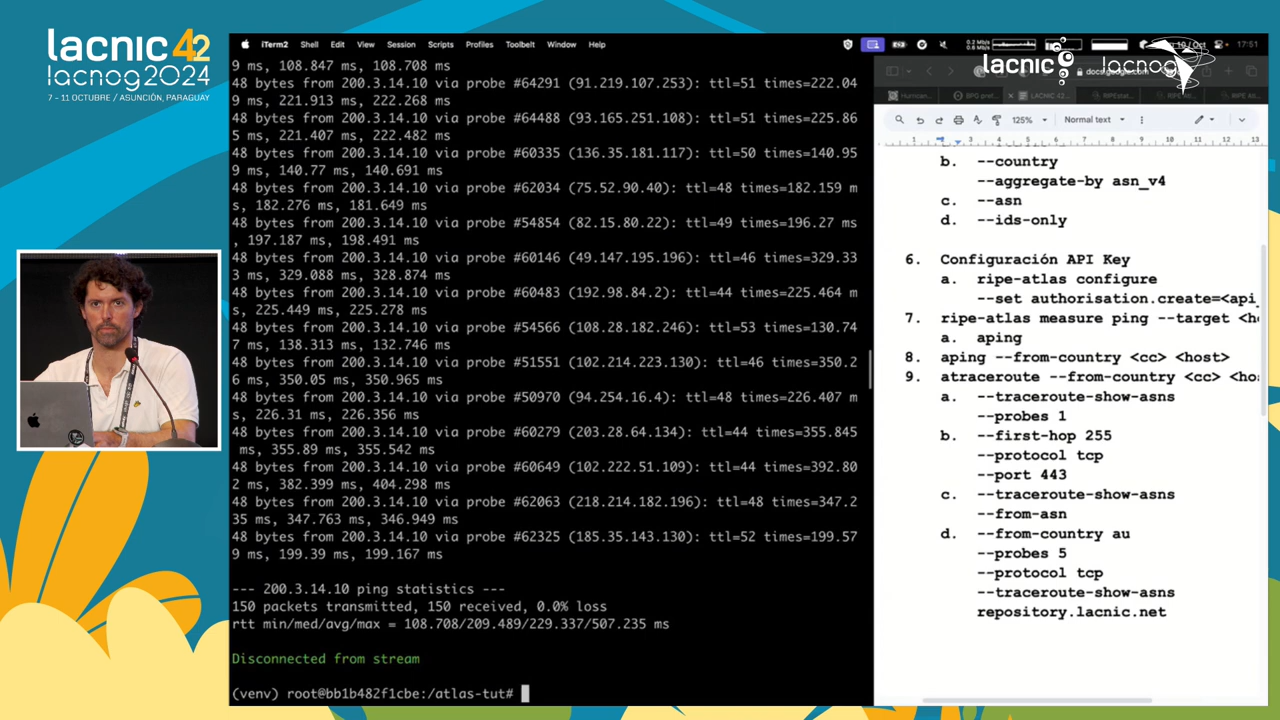 lacnic 42
lacnog2024
7 - 11 OCTUBRE / ASUNCIÓN, PARAGUAY
iTerm2 Shell Edit View Session Scripts Profiles Toolbelt Window Help
17:51
lacnic
lacnog
docs.google.com
125%
Normal text
1 2 3 4 5 6 7 8 9 10 11 12 13
9 ms, 108.847 ms, 108.708 ms
48 bytes from 200.3.14.10 via probe #64291 (91.219.107.253): ttl=51 times=222.04
9 ms, 221.913 ms, 222.268 ms
48 bytes from 200.3.14.10 via probe #64488 (93.165.251.108): ttl=51 times=225.86
5 ms, 221.407 ms, 222.482 ms
48 bytes from 200.3.14.10 via probe #60335 (136.35.181.117): ttl=50 times=140.95
9 ms, 140.77 ms, 140.691 ms
48 bytes from 200.3.14.10 via probe #62034 (75.52.90.40): ttl=48 times=182.159 m
s, 182.276 ms, 181.649 ms
48 bytes from 200.3.14.10 via probe #54854 (82.15.80.22): ttl=49 times=196.27 ms
, 197.187 ms, 198.491 ms
48 bytes from 200.3.14.10 via probe #60146 (49.147.195.196): ttl=46 times=329.33
3 ms, 329.088 ms, 328.874 ms
48 bytes from 200.3.14.10 via probe #60483 (192.98.84.2): ttl=44 times=225.464 m
s, 225.449 ms, 225.278 ms
48 bytes from 200.3.14.10 via probe #54566 (108.28.182.246): ttl=53 times=130.74
7 ms, 138.313 ms, 132.746 ms
48 bytes from 200.3.14.10 via probe #51551 (102.214.223.130): ttl=46 times=350.2
6 ms, 350.05 ms, 350.965 ms
48 bytes from 200.3.14.10 via probe #50970 (94.254.16.4): ttl=48 times=226.407 m
s, 226.31 ms, 226.356 ms
48 bytes from 200.3.14.10 via probe #60279 (203.28.64.134): ttl=44 times=355.845
 ms, 355.89 ms, 355.542 ms
48 bytes from 200.3.14.10 via probe #60649 (102.222.51.109): ttl=44 times=392.80
2 ms, 382.399 ms, 404.298 ms
48 bytes from 200.3.14.10 via probe #62063 (218.214.182.196): ttl=48 times=347.2
35 ms, 347.763 ms, 346.949 ms
48 bytes from 200.3.14.10 via probe #62325 (185.35.143.130): ttl=52 times=199.57
9 ms, 199.39 ms, 199.167 ms
--- 200.3.14.10 ping statistics ---
150 packets transmitted, 150 received, 0.0% loss
rtt min/med/avg/max = 108.708/209.489/229.337/507.235 ms
Disconnected from stream
(venv) root@bb1b482f1cbe:/atlas-tut#
b. --country
--aggregate-by asn_v4
c. --asn
d. --ids-only
6. Configuración API Key
a. ripe-atlas configure
--set authorisation.create=<api_
7. ripe-atlas measure ping --target <h
a. aping
8. aping --from-country <cc> <host>
9. atraceroute --from-country <cc> <ho
a. --traceroute-show-asns
--probes 1
b. --first-hop 255
--protocol tcp
--port 443
c. --traceroute-show-asns
--from-asn
d. --from-country au
--probes 5
--protocol tcp
--traceroute-show-asns
repository.lacnic.net